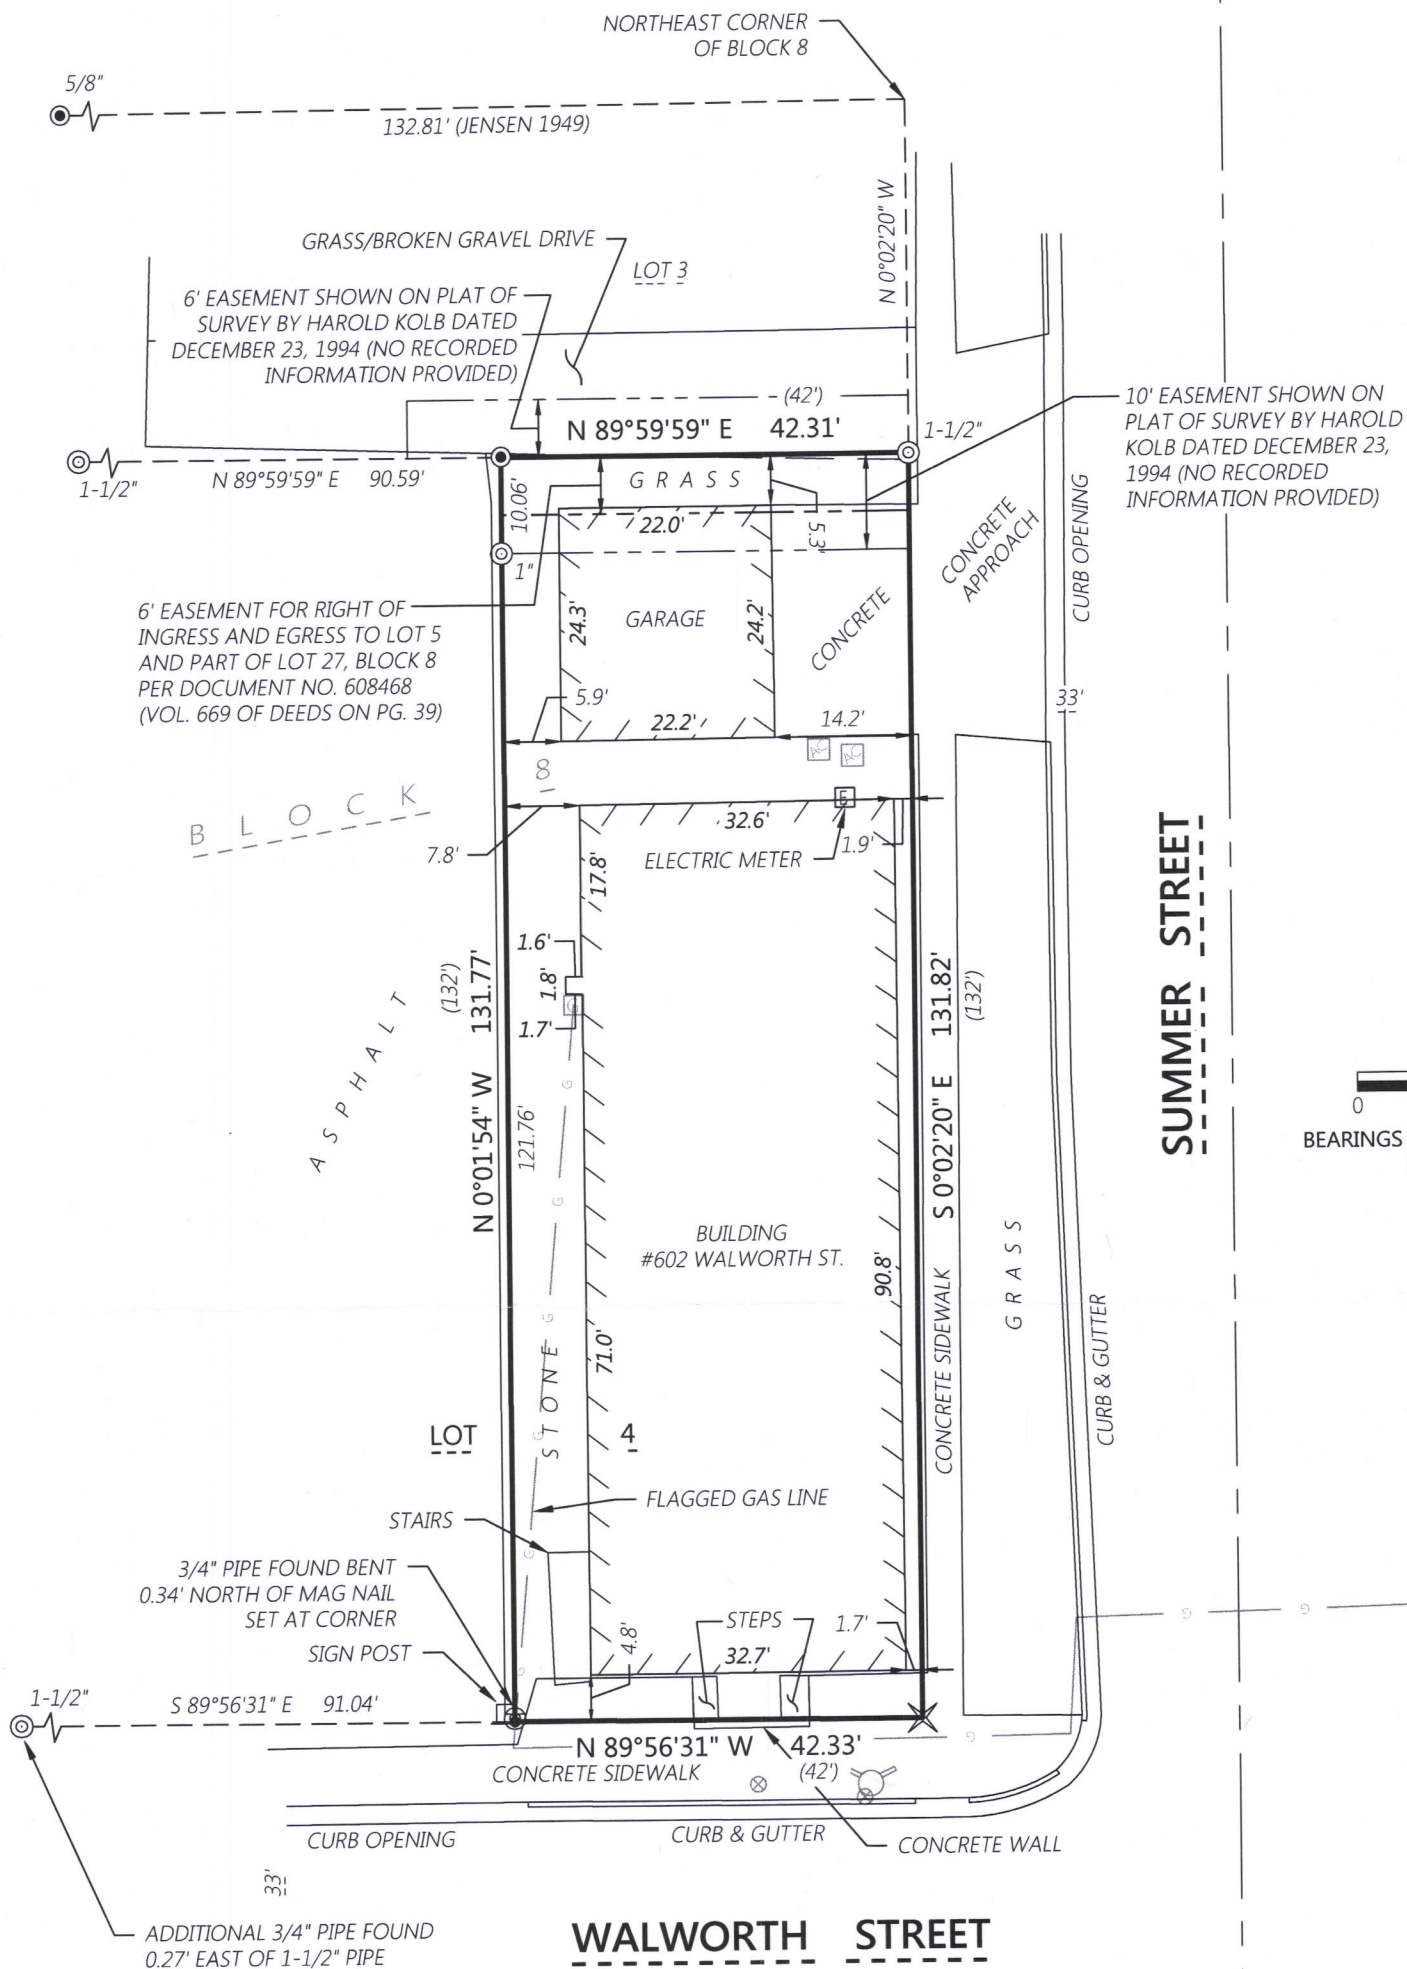 NORTHEAST CORNER
OF BLOCK 8
5/8"
132.81' (JENSEN 1949)
N 0°02'20" W
GRASS/BROKEN GRAVEL DRIVE
LOT 3
6' EASEMENT SHOWN ON PLAT OF
SURVEY BY HAROLD KOLB DATED
DECEMBER 23, 1994 (NO RECORDED
INFORMATION PROVIDED)
(42')
10' EASEMENT SHOWN ON
PLAT OF SURVEY BY HAROLD
KOLB DATED DECEMBER 23,
1994 (NO RECORDED
INFORMATION PROVIDED)
N 89°59'59" E 42.31'
1-1/2"
1-1/2"
N 89°59'59" E 90.59'
GRASS
10.06'
22.0'
5.3'
1"
CONCRETE
APPROACH
CURB OPENING
6' EASEMENT FOR RIGHT OF
INGRESS AND EGRESS TO LOT 5
AND PART OF LOT 27, BLOCK 8
PER DOCUMENT NO. 608468
(VOL. 669 OF DEEDS ON PG. 39)
24.3'
GARAGE
24.2'
CONCRETE
5.9'
22.2'
14.2'
33'
AC
AC
8
BLOCK
E
32.6'
7.8'
17.8'
ELECTRIC METER
1.9'
SUMMER STREET
1.6'
1.8'
G
1.7'
(132')
N 0°01'54" W 131.77'
121.76'
S 0°02'20" E 131.82'
(132')
ASPHALT
0
BEARINGS
G
G
BUILDING
#602 WALWORTH ST.
90.8'
GRASS
G
STONE
71.0'
CONCRETE SIDEWALK
CURB & GUTTER
LOT
4
G
FLAGGED GAS LINE
STAIRS
G
3/4" PIPE FOUND BENT
0.34' NORTH OF MAG NAIL
SET AT CORNER
SIGN POST
G
4.8'
STEPS
1.7'
32.7'
G
G
1-1/2"
S 89°56'31" E 91.04'
N 89°56'31" W 42.33'
G
CONCRETE SIDEWALK
(42')
CURB OPENING
CURB & GUTTER
CONCRETE WALL
33'
ADDITIONAL 3/4" PIPE FOUND
0.27' EAST OF 1-1/2" PIPE
WALWORTH STREET